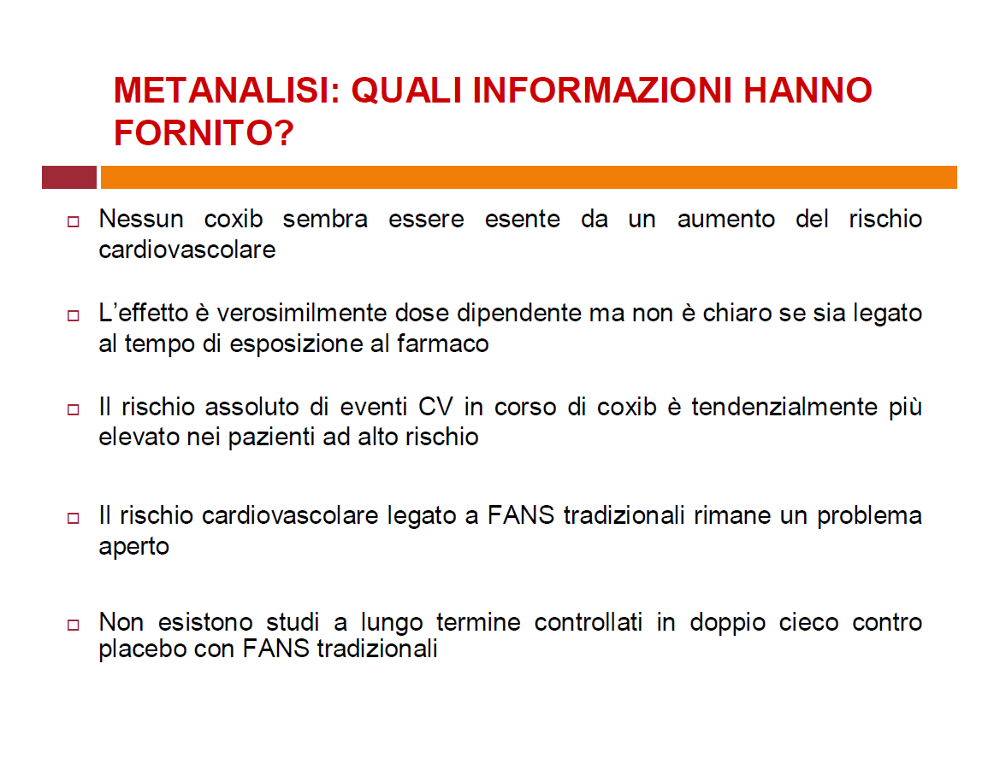 METANALISI: QUALI INFORMAZIONI HANNO
FORNITO?
Nessun coxib sembra essere esente da un aumento del rischio
cardiovascolare
L'effetto è verosimilmente dose dipendente ma non è chiaro se sia legato
al tempo di esposizione al farmaco
Il rischio assoluto di eventi CV in corso di coxib è tendenzialmente più
elevato nei pazienti ad alto rischio
Il rischio cardiovascolare legato a FANS tradizionali rimane un problema
aperto
Non esistono studi a lungo termine controllati in doppio cieco contro
placebo con FANS tradizionali